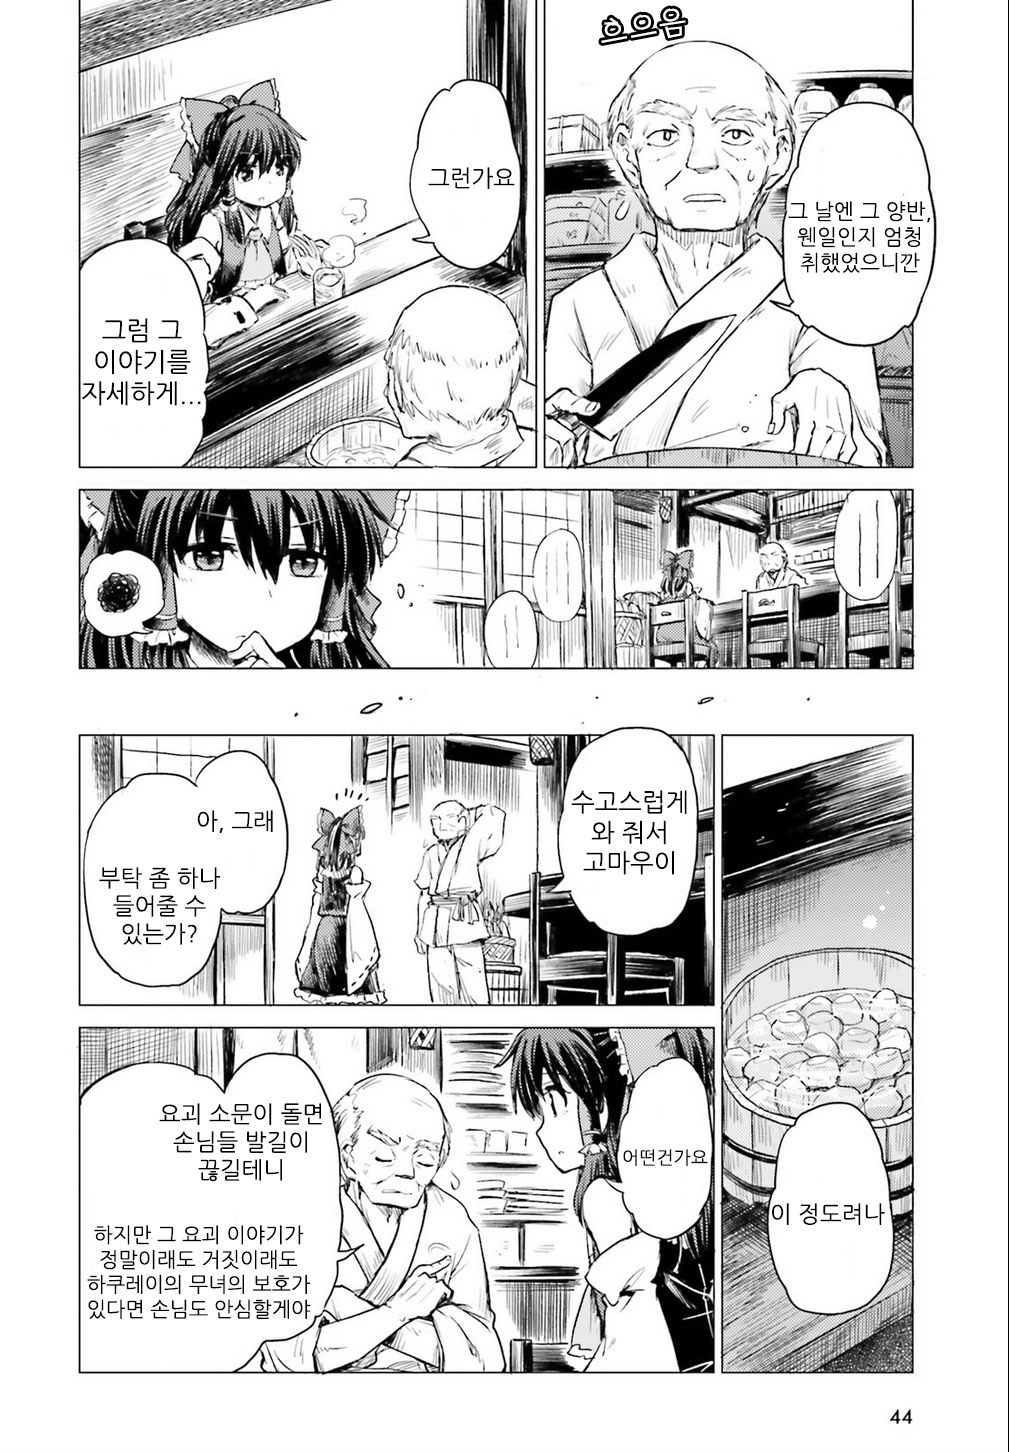 흐으음
그 날엔 그 양반,
웬일인지 엄청
취했었으니깐
그런가요
그럼 그
이야기를
자세하게...
이 정도려나
수고스럽게
와 줘서
고마우이
아, 그래
부탁 좀 하나
들어줄 수
있는가?
어떤건가요
요괴 소문이 돌면
손님들 발길이
끊길테니
하지만 그 요괴 이야기가
정말이래도 거짓이래도
하쿠레이의 무녀의 보호가
있다면 손님도 안심할게야
44